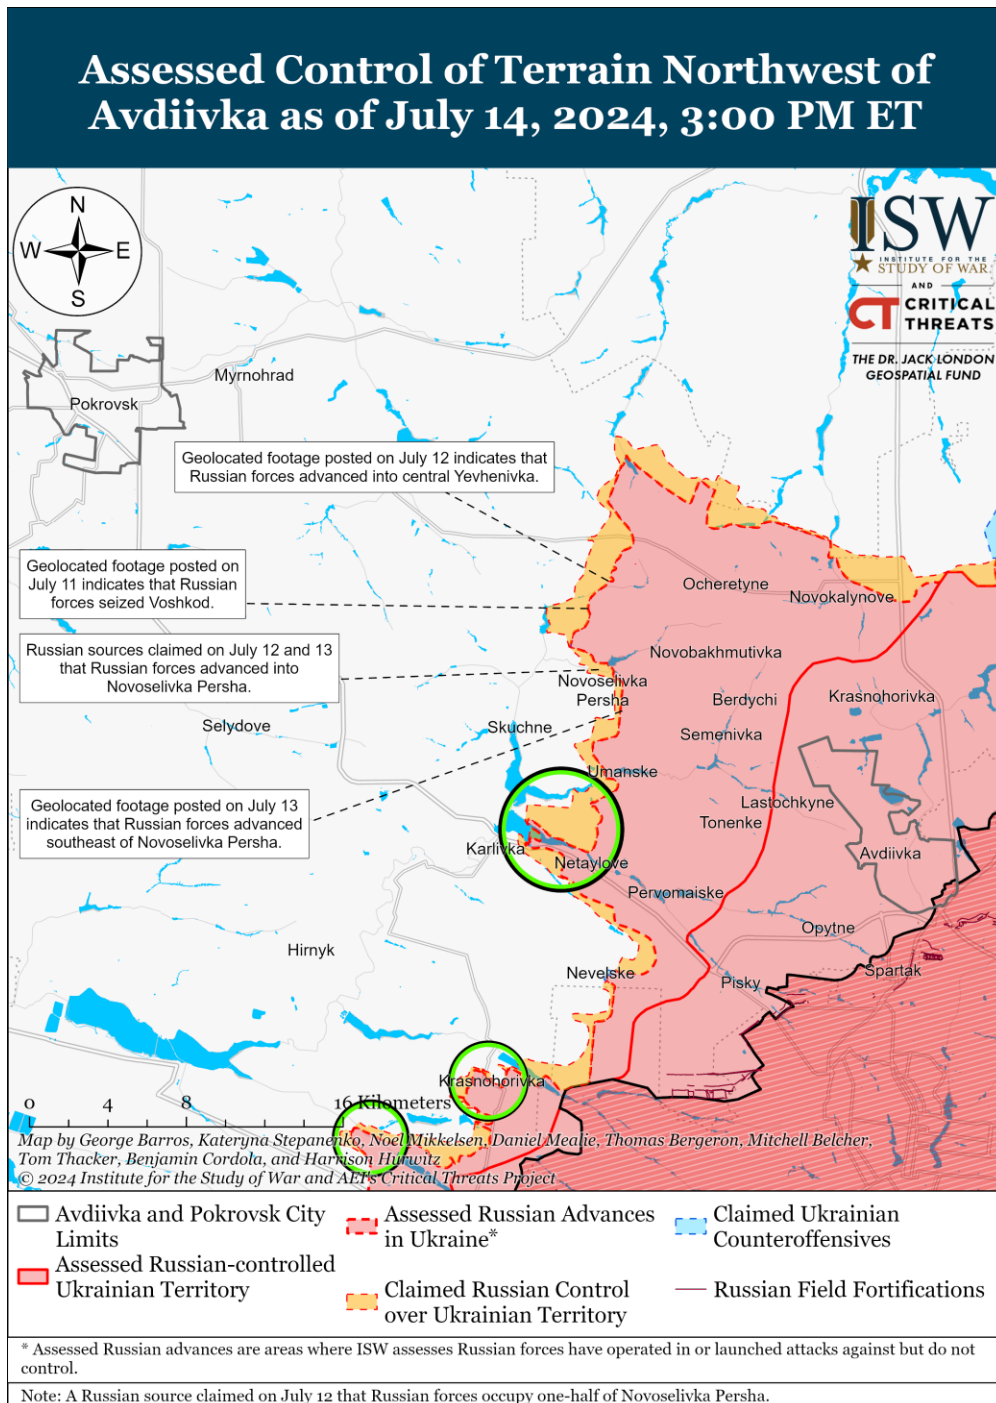 Assessed Control of Terrain Northwest of
Avdiivka as of July 14, 2024, 3:00 PM ET
N
W
E
S
ISW
INSTITUTE FOR THE
STUDY OF WAR
AND
CT CRITICAL
THREATS
THE DR. JACK LONDON
GEOSPATIAL FUND
Myrnohrad
Pokrovsk
Geolocated footage posted on July 12 indicates that
Russian forces advanced into central Yevhenivka.
Geolocated footage posted on
July 11 indicates that Russian
forces seized Voshkod.
Ocheretyne
Novokalynove
Russian sources claimed on July 12 and 13
that Russian forces advanced into
Novoselivka Persha.
Novobakhmutivka
Novoselivka
Persha
Berdychi
Krasnohorivka
Selydove
Skuchne
Semenivka
Umanske
Geolocated footage posted on July 13
indicates that Russian forces advanced
southeast of Novoselivka Persha.
Lastochkyne
Tonenke
Karlivka
Netaylove
Avdiivka
Pervomaiske
Opytne
Hirnyk
Nevelske
Pisky
Spartak
Krasnohorivka
0 4 8 16 Kilometers
Map by George Barros, Kateryna Stepanenko, Noel Mikkelsen, Daniel Mealie, Thomas Bergeron, Mitchell Belcher,
Tom Thacker, Benjamin Cordola, and Harrison Hurwitz
© 2024 Institute for the Study of War and AEI's Critical Threats Project
Avdiivka and Pokrovsk City
Limits
Assessed Russian-controlled
Ukrainian Territory
Assessed Russian Advances
in Ukraine*
Claimed Russian Control
over Ukrainian Territory
Claimed Ukrainian
Counteroffensives
Russian Field Fortifications
* Assessed Russian advances are areas where ISW assesses Russian forces have operated in or launched attacks against but do not
control.
Note: A Russian source claimed on July 12 that Russian forces occupy one-half of Novoselivka Persha.